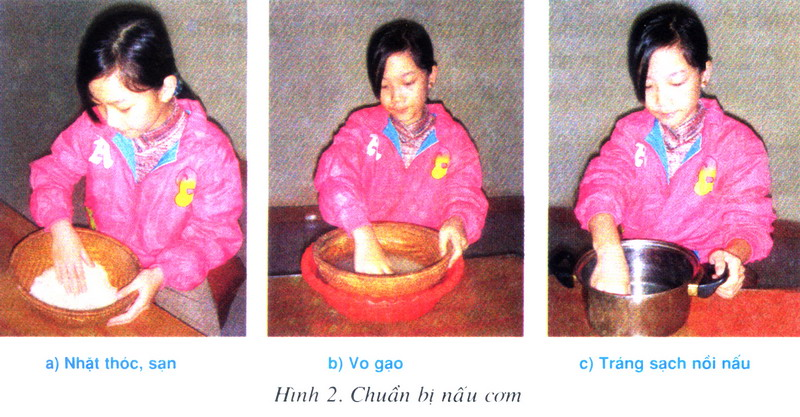 a) Nhặt thóc, sạn
b) Vo gạo
c) Tráng sạch nồi nấu
Hình 2. Chuẩn bị nấu cơm